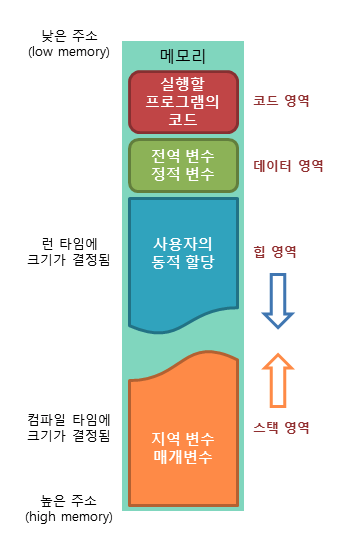 낮은 주소
(low memory)
메모리
실행할
프로그램의
코드
코드 영역
전역 변수
정적 변수
데이터 영역
런 타임에
크기가 결정됨
사용자의
동적 할당
힙 영역
컴파일 타임에
크기가 결정됨
지역 변수
매개변수
스택 영역
높은 주소
(high memory)